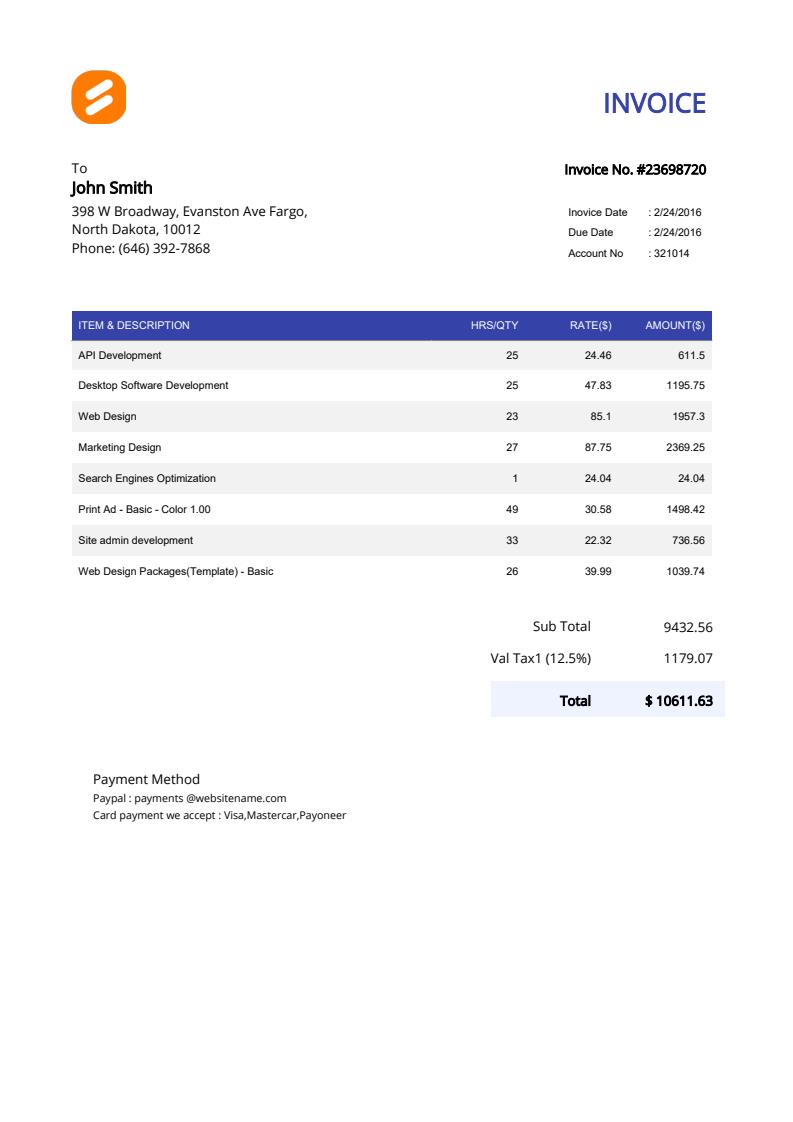 INVOICE
To
John Smith
398 W Broadway, Evanston Ave Fargo,
North Dakota, 10012
Phone: (646) 392-7868
Invoice No. #23698720
Inovice Date : 2/24/2016
Due Date : 2/24/2016
Account No : 321014
ITEM & DESCRIPTION HRS/QTY RATE($) AMOUNT($)
API Development 25 24.46 611.5
Desktop Software Development 25 47.83 1195.75
Web Design 23 85.1 1957.3
Marketing Design 27 87.75 2369.25
Search Engines Optimization 1 24.04 24.04
Print Ad - Basic - Color 1.00 49 30.58 1498.42
Site admin development 33 22.32 736.56
Web Design Packages(Template) - Basic 26 39.99 1039.74
Sub Total 9432.56
Val Tax1 (12.5%) 1179.07
Total $ 10611.63
Payment Method
Paypal : payments @websitename.com
Card payment we accept : Visa,Mastercar,Payoneer